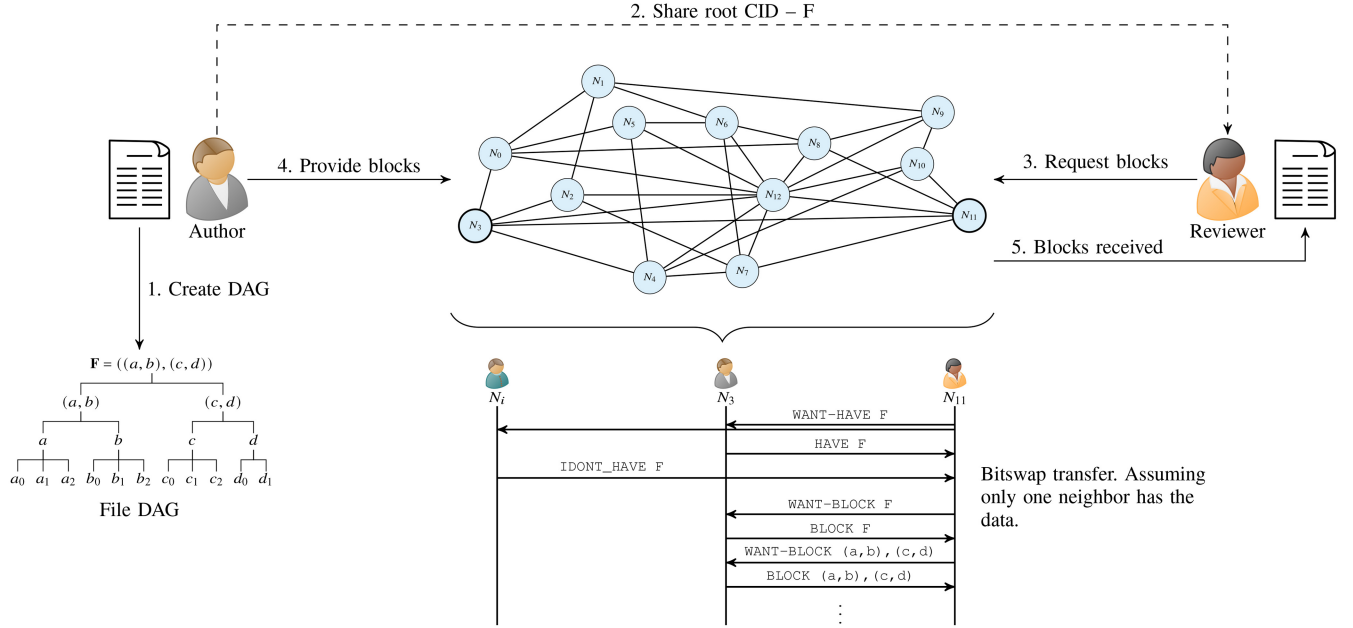 2. Share root CID – F
N1
N9
N5
N6
N8
N0
N10
4. Provide blocks
3. Request blocks
N2
N12
N3
N11
Author
Reviewer
5. Blocks received
N4
N7
1. Create DAG
F = ((a, b), (c, d))
(a, b)
(c, d)
a
b
c
d
a0 a1 a2 b0 b1 b2 c0 c1 c2 d0 d1
File DAG
Ni
N3
N11
WANT-HAVE F
HAVE F
IDONT_HAVE F
WANT-BLOCK F
BLOCK F
WANT-BLOCK (a,b),(c,d)
BLOCK (a,b),(c,d)
⋮
Bitswap transfer. Assuming
only one neighbor has the
data.